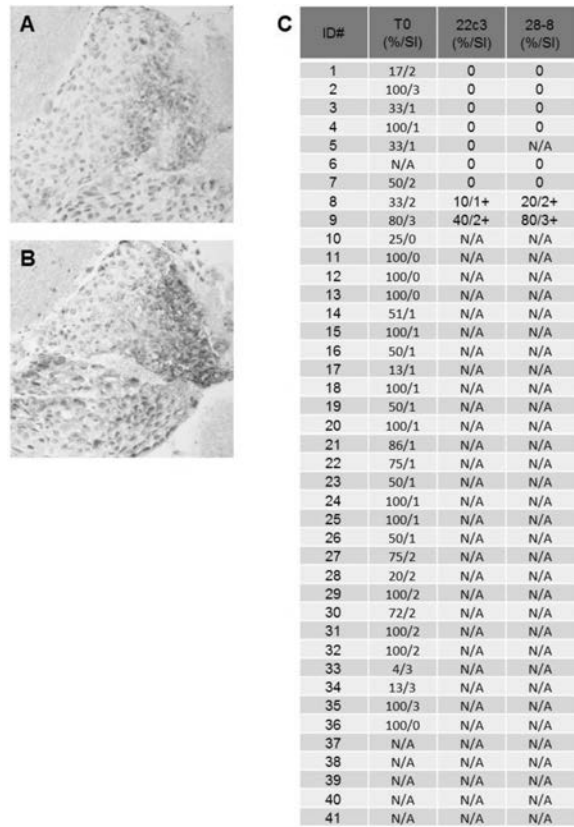 A
B
C
ID# T0 (%/SI) 22c3 (%/SI) 28-8 (%/SI)
1 17/2 0 0
2 100/3 0 0
3 33/1 0 0
4 100/1 0 0
5 33/1 0 N/A
6 N/A 0 0
7 50/2 0 0
8 33/2 10/1+ 20/2+
9 80/3 40/2+ 80/3+
10 25/0 N/A N/A
11 100/0 N/A N/A
12 100/0 N/A N/A
13 100/0 N/A N/A
14 51/1 N/A N/A
15 100/1 N/A N/A
16 50/1 N/A N/A
17 13/1 N/A N/A
18 100/1 N/A N/A
19 50/1 N/A N/A
20 100/1 N/A N/A
21 86/1 N/A N/A
22 75/1 N/A N/A
23 50/1 N/A N/A
24 100/1 N/A N/A
25 100/1 N/A N/A
26 50/1 N/A N/A
27 75/2 N/A N/A
28 20/2 N/A N/A
29 100/2 N/A N/A
30 72/2 N/A N/A
31 100/2 N/A N/A
32 100/2 N/A N/A
33 4/3 N/A N/A
34 13/3 N/A N/A
35 100/3 N/A N/A
36 100/0 N/A N/A
37 N/A N/A N/A
38 N/A N/A N/A
39 N/A N/A N/A
40 N/A N/A N/A
41 N/A N/A N/A